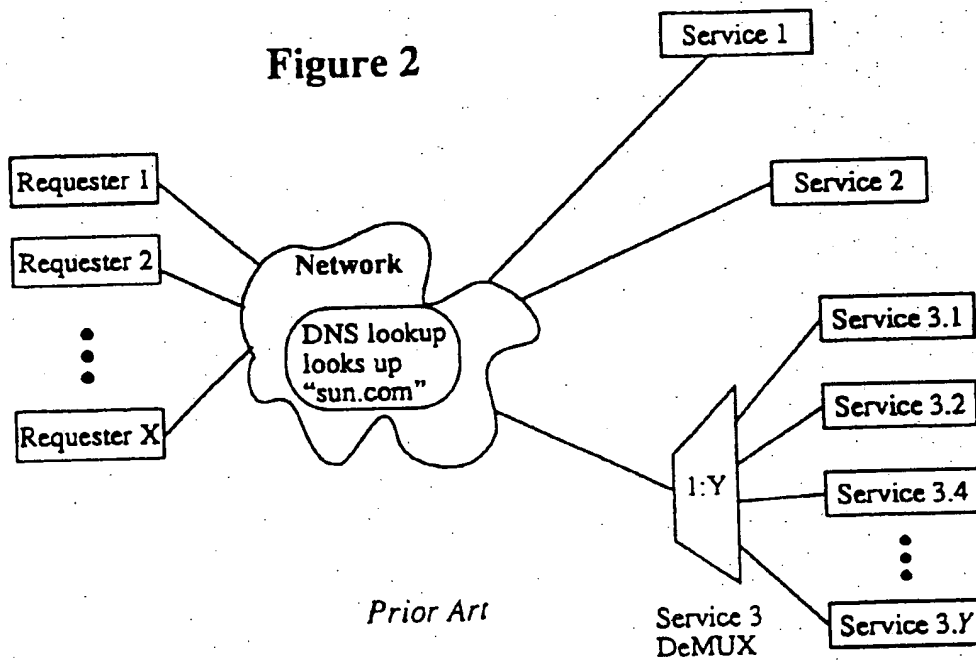 Figure 2
Service 1
Service 2
Requester 1
Requester 2
Requester X
Network
DNS lookup
looks up
“sun.com”
1:Y
Service 3.1
Service 3.2
Service 3.4
Service 3.Y
Service 3
DeMUX
Prior Art